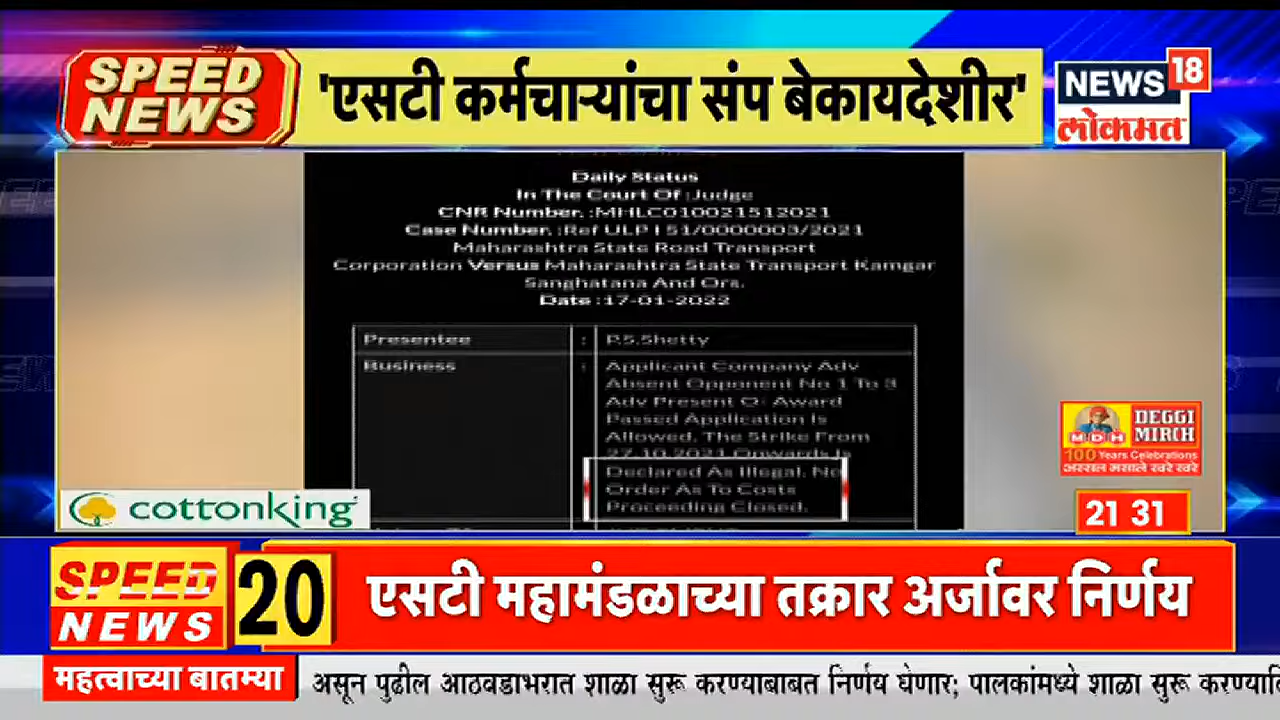 SPEED
NEWS
'एसटी कर्मचाऱ्यांचा संप बेकायदेशीर'
NEWS 18
लोकमत
Daily Status
In The Court Of :Judge
CNR Number. :MHLC010021512021
Case Number. :Ref ULP | 51/0000003/2021
Maharashtra State Road Transport
Corporation Versus Maharashtra State Transport Kamgar
Sanghatana And Ors.
Date :17-01-2022
Presentee : P.S.Shetty
Business : Applicant Company Adv
Absent Opponent No 1 To 3
Adv Present O- Award
Passed Application Is
Allowed. The Strike From
27.10.2021 Onwards Is
Declared As Illegal. No
Order As To Costs
Proceeding Closed.
MDH
DEGGI
MIRCH
100 Years Celebrations
असली मसाले खरे खरे
cottonking
21 31
SPEED
NEWS
20
एसटी महामंडळाच्या तक्रार अर्जावर निर्णय
महत्वाच्या बातम्या
असून पुढील आठवडाभरात शाळा सुरू करण्याबाबत निर्णय घेणार; पालकांमध्ये शाळा सुरू